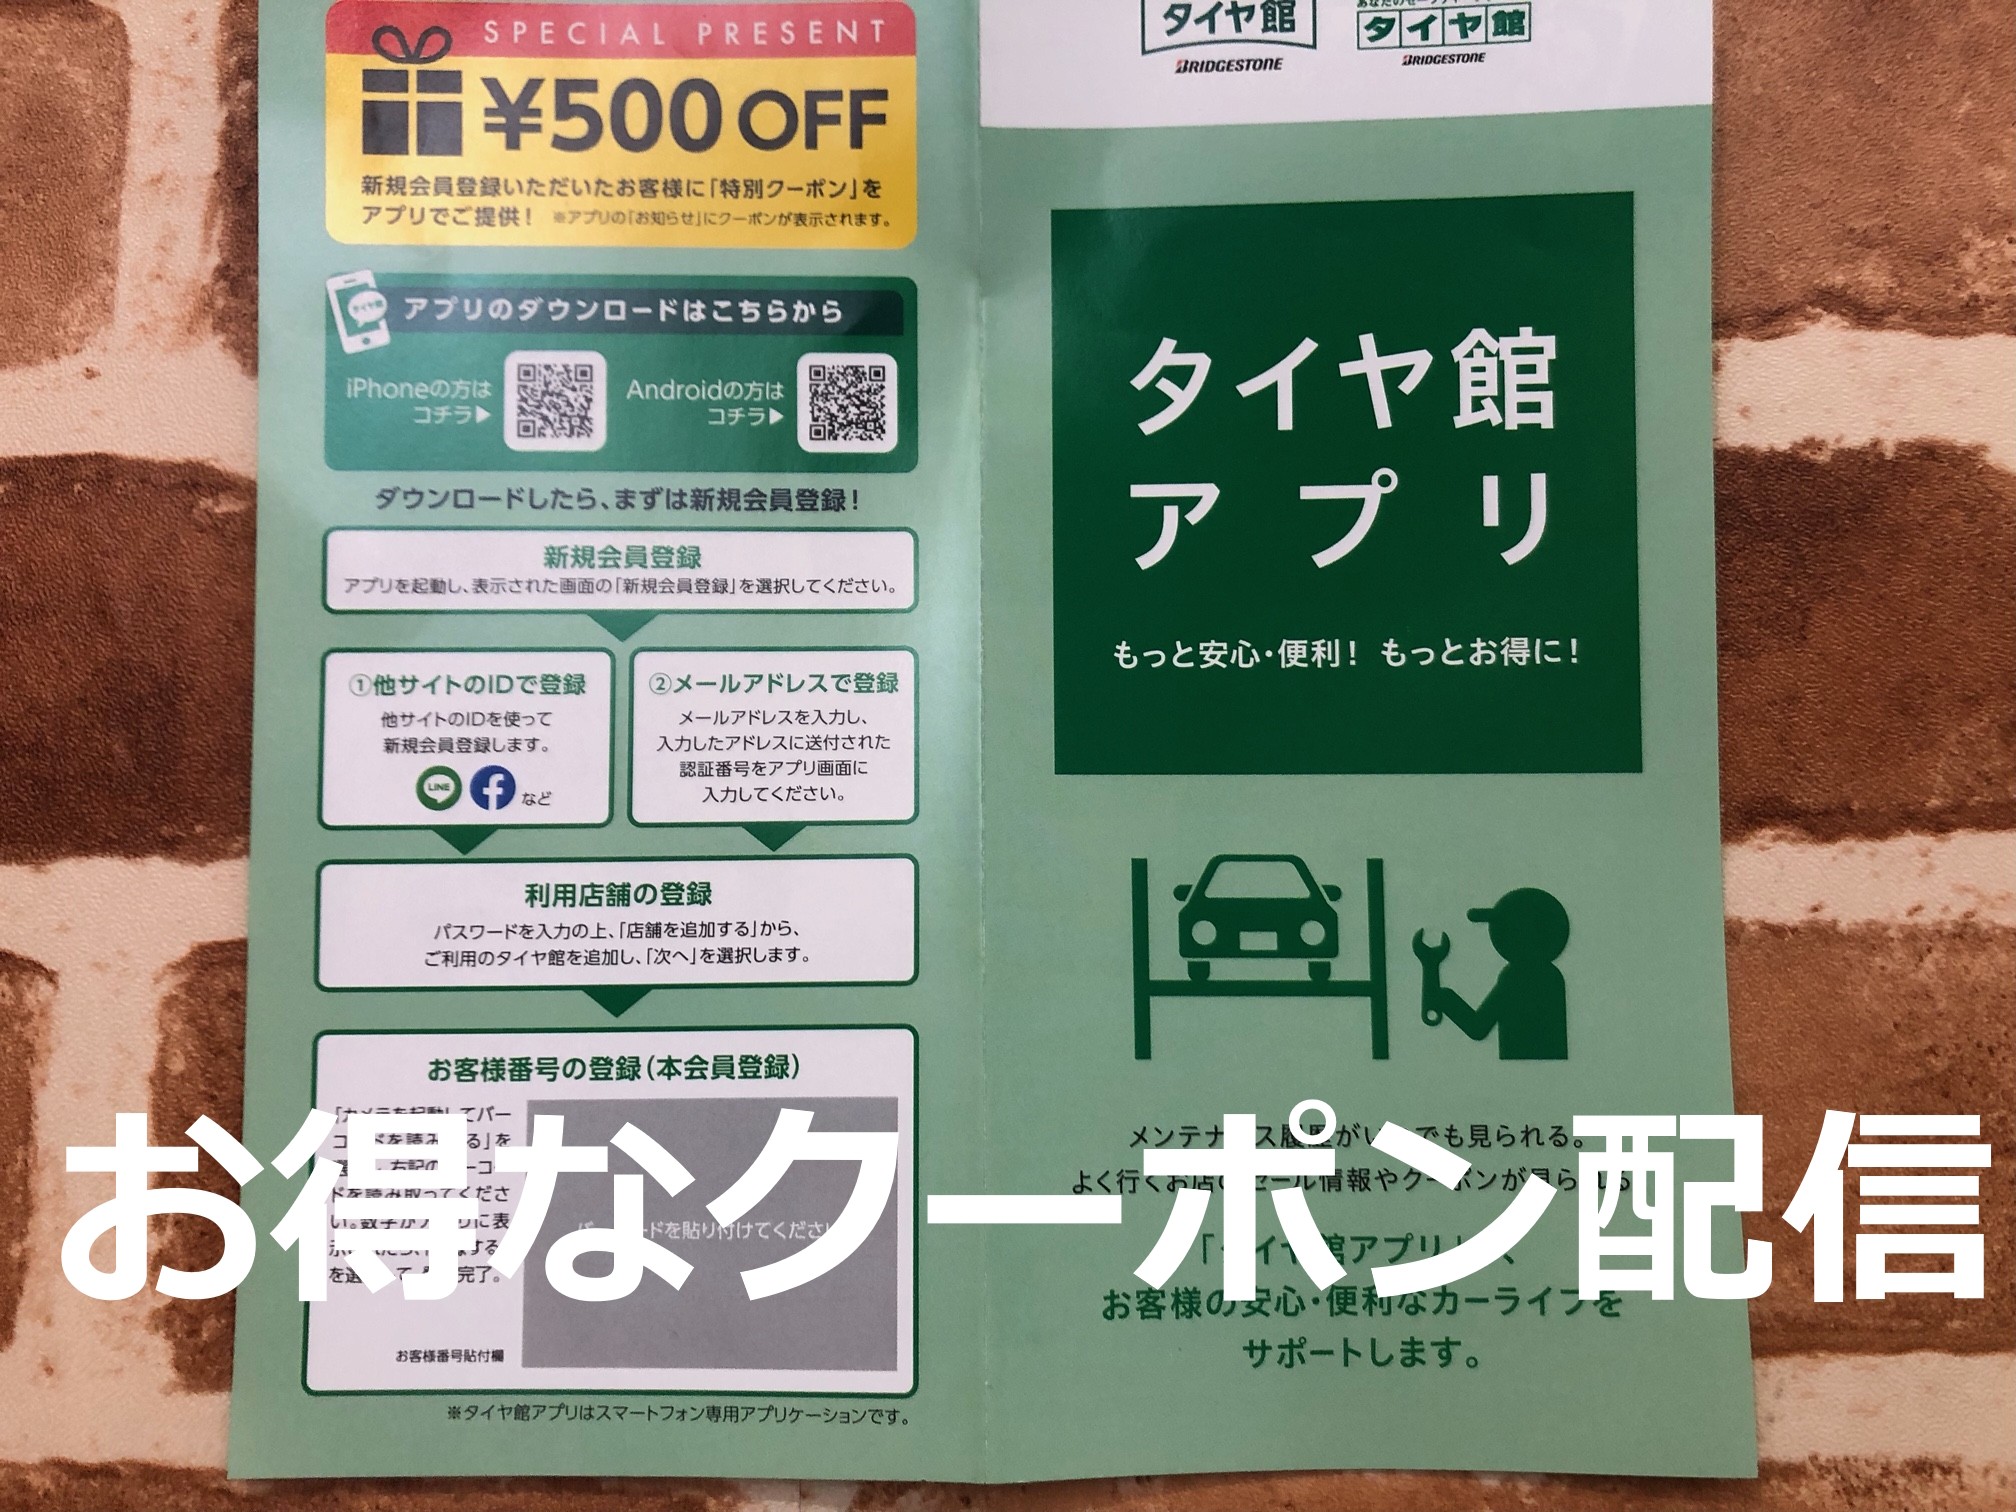 SPECIAL PRESENT
¥500 OFF
新規会員登録いただいたお客様に「特別クーポン」を
アプリでご提供！ ※アプリの「お知らせ」にクーポンが表示されます。
アプリのダウンロードはこちらから
iPhoneの方は
コチラ▶
Androidの方は
コチラ▶
ダウンロードしたら、まずは新規会員登録！
新規会員登録
アプリを起動し、表示された画面の「新規会員登録」を選択してください。
①他サイトのIDで登録
他サイトのIDを使って
新規会員登録します。
LINE
など
②メールアドレスで登録
メールアドレスを入力し、
入力したアドレスに送付された
認証番号をアプリ画面に
入力してください。
利用店舗の登録
パスワードを入力の上、「店舗を追加する」から、
ご利用のタイヤ館を追加し、「次へ」を選択します。
お客様番号の登録（本会員登録）
お客様番号貼付欄
※タイヤ館アプリはスマートフォン専用アプリケーションです。
タイヤ館
BRIDGESTONE
タイヤ館
BRIDGESTONE
タイヤ館
アプリ
もっと安心・便利！ もっとお得に！
お客様の安心・便利なカーライフを
サポートします。
お得なクーポン配信